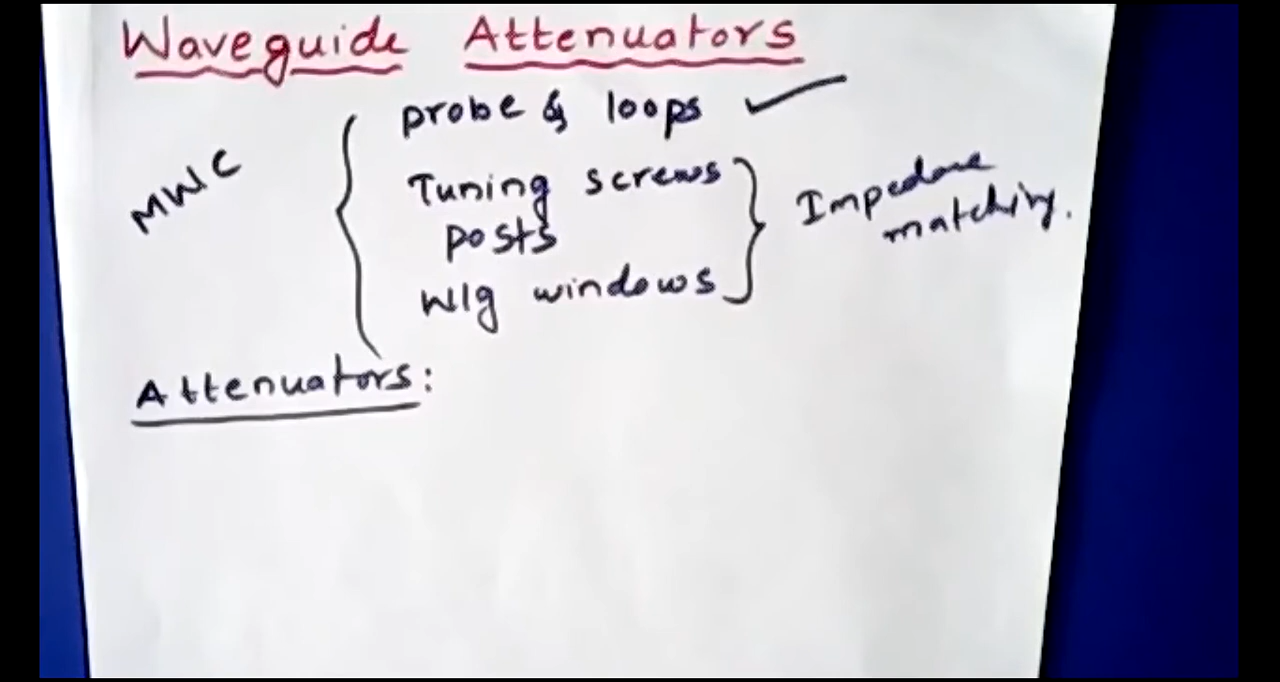 Waveguide Attenuators
probe & loops
MWC
Tuning screws
posts
Impedance
matching.
W/g windows
Attenuators: